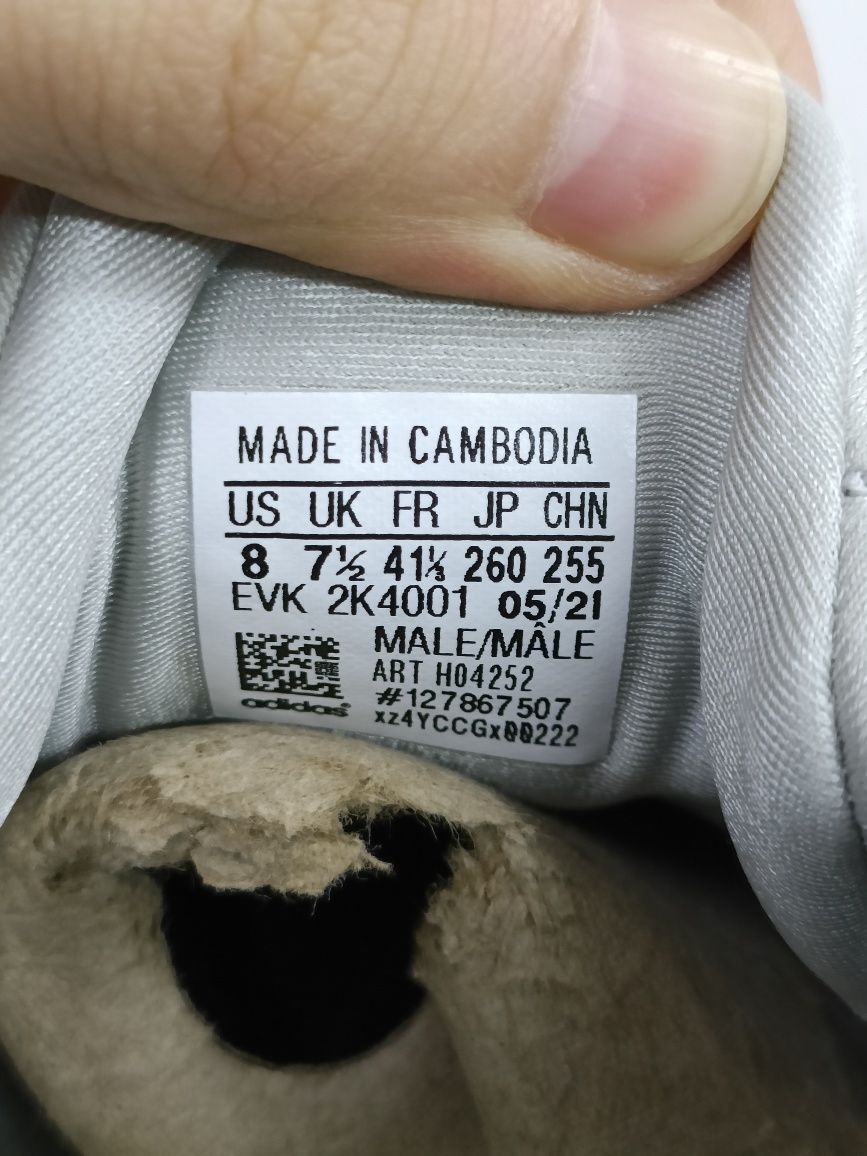 MADE IN CAMBODIA
US UK FR JP CHN
8 7½ 41⅓ 260 255
EVK 2K4001 05/21
MALE/MÂLE
ART H04252
#127867507
adidas